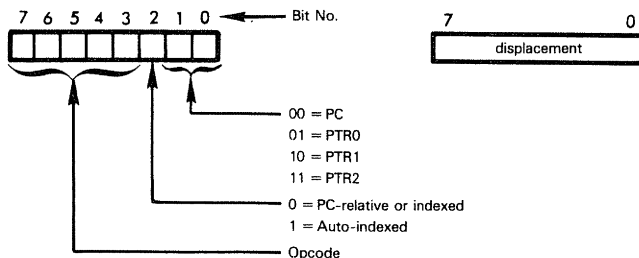 7 6 5 4 3 2 1 0 Bit No.
7 0
displacement
00 = PC
01 = PTR0
10 = PTR1
11 = PTR2
0 = PC-relative or indexed
1 = Auto-indexed
Opcode